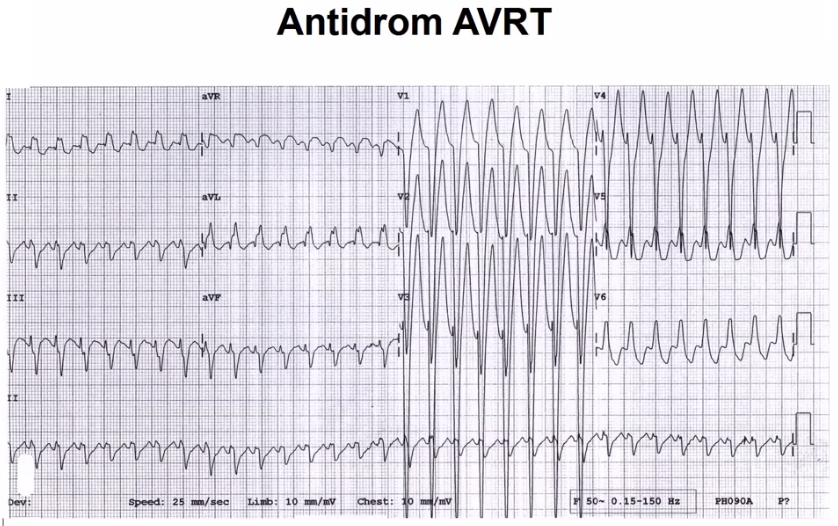 Antidrom AVRT
I aVR V1 V4
II aVL V2 V5
III aVF V3 V6
II
Dev: Speed: 25 mm/sec Limb: 10 mm/mV Chest: 10 mm/mV F 50~ 0.15-150 Hz PH090A P?